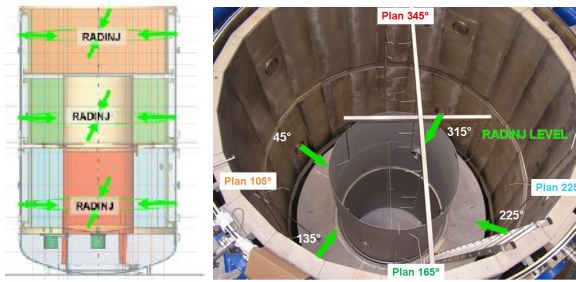 RADINJ
RADINJ
RADINJ
Plan 345°
45°
315°
RADINJ LEVEL
Plan 105°
Plan 225
225°
135°
Plan 165°